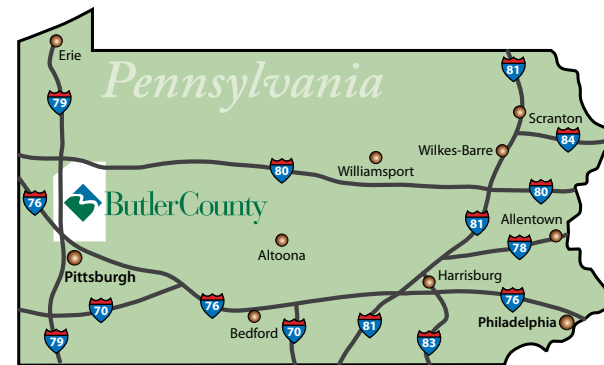 Erie
Pennsylvania
81
79
Scranton
84
Wilkes-Barre
Williamsport
80
80
76
ButlerCounty
81
Allentown
78
Altoona
Pittsburgh
Harrisburg
70
76
76
Bedford
70
81
Philadelphia
79
83